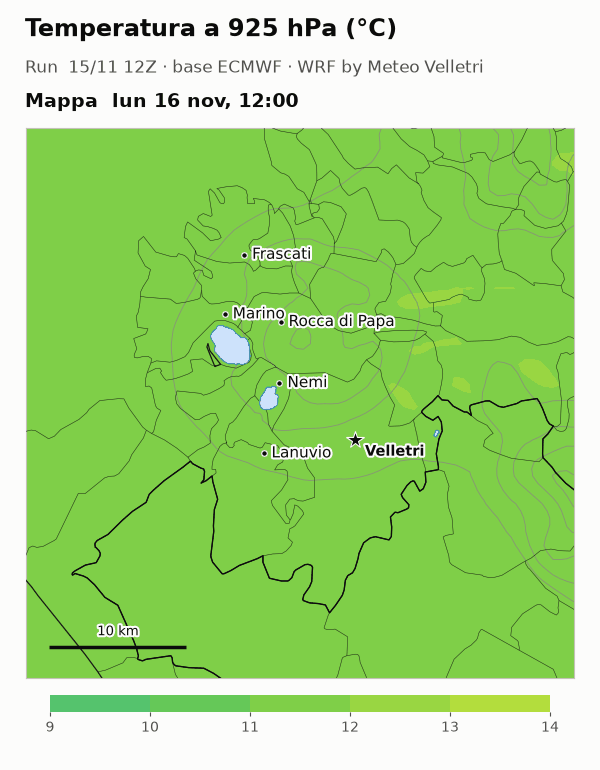 Temperatura a 925 hPa (°C)
Run  15/11 12Z · base ECMWF · WRF by Meteo Velletri
Mappa  lun 16 nov, 12:00
Frascati
Marino
Rocca di Papa
Nemi
Velletri
Lanuvio
10 km
9 10 11 12 13 14